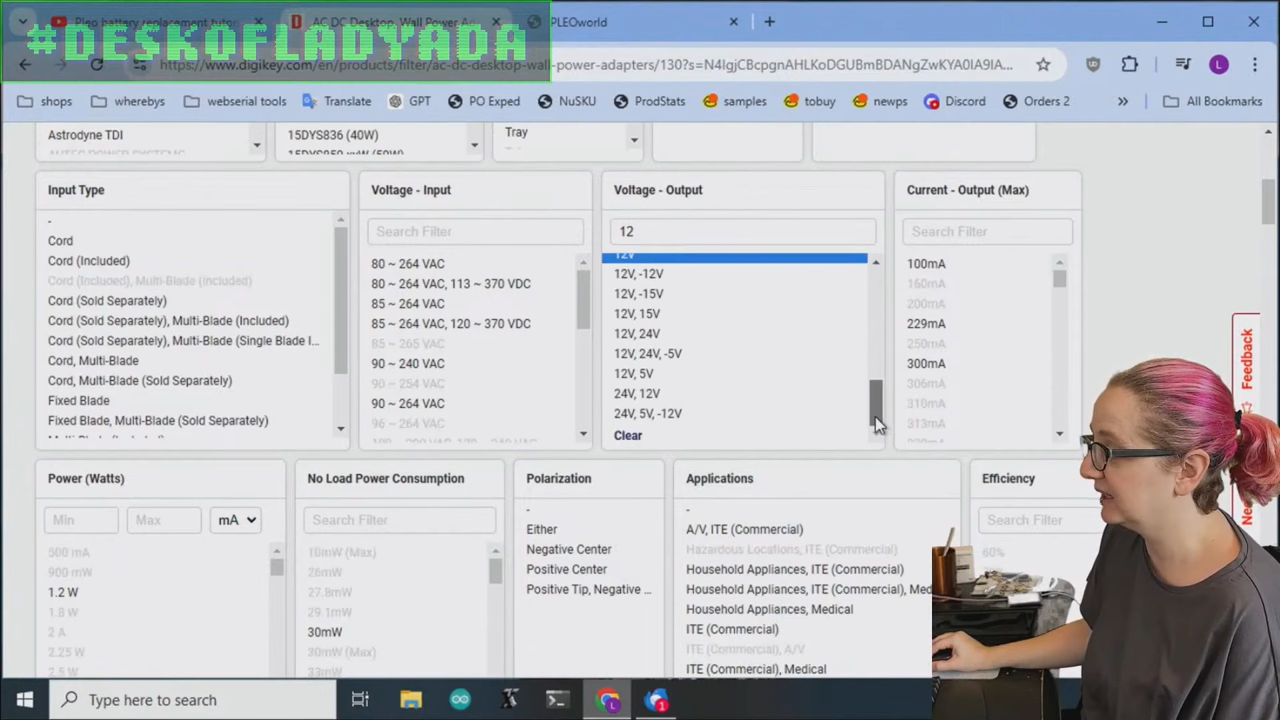 #DESKOFLADYADA
Pleo battery replacement tutor
AC DC Desktop, Wall Power Ad
PLEOworld
https://www.digikey.com/en/products/filter/ac-dc-desktop-wall-power-adapters/130?s=N4IgjCBcpgnAHLKoDGUBmBDANgZwKYA0IA9IA...
shops
wherebys
webserial tools
Translate
GPT
PO Exped
NuSKU
ProdStats
samples
tobuy
newps
Discord
Orders 2
All Bookmarks
Astrodyne TDI
AUTEC POWER SYSTEMS
15DYS836 (40W)
Tray
Input Type
-
Cord
Cord (Included)
Cord (Included), Multi-Blade (Included)
Cord (Sold Separately)
Cord (Sold Separately), Multi-Blade (Included)
Cord (Sold Separately), Multi-Blade (Single Blade I...
Cord, Multi-Blade
Cord, Multi-Blade (Sold Separately)
Fixed Blade
Fixed Blade, Multi-Blade (Sold Separately)
Voltage - Input
Search Filter
80 ~ 264 VAC
80 ~ 264 VAC, 113 ~ 370 VDC
85 ~ 264 VAC
85 ~ 264 VAC, 120 ~ 370 VDC
85 ~ 265 VAC
90 ~ 240 VAC
90 ~ 254 VAC
90 ~ 264 VAC
96 ~ 264 VAC
Voltage - Output
12
12V
12V, -12V
12V, -15V
12V, 15V
12V, 24V
12V, 24V, -5V
12V, 5V
24V, 12V
24V, 5V, -12V
Clear
Current - Output (Max)
Search Filter
100mA
160mA
200mA
229mA
250mA
300mA
306mA
310mA
313mA
Feedback
Power (Watts)
Min
Max
mA
500 mA
900 mW
1.2 W
1.8 W
2 A
2.25 W
2.5 W
No Load Power Consumption
Search Filter
10mW (Max)
26mW
27.8mW
29.1mW
30mW
30mW (Max)
33mW
Polarization
-
Either
Negative Center
Positive Center
Positive Tip, Negative ...
Applications
-
A/V, ITE (Commercial)
Hazardous Locations, ITE (Commercial)
Household Appliances, ITE (Commercial)
Household Appliances, ITE (Commercial), Med
Household Appliances, Medical
ITE (Commercial)
ITE (Commercial), A/V
ITE (Commercial), Medical
Efficiency
Search Filter
60%
Type here to search